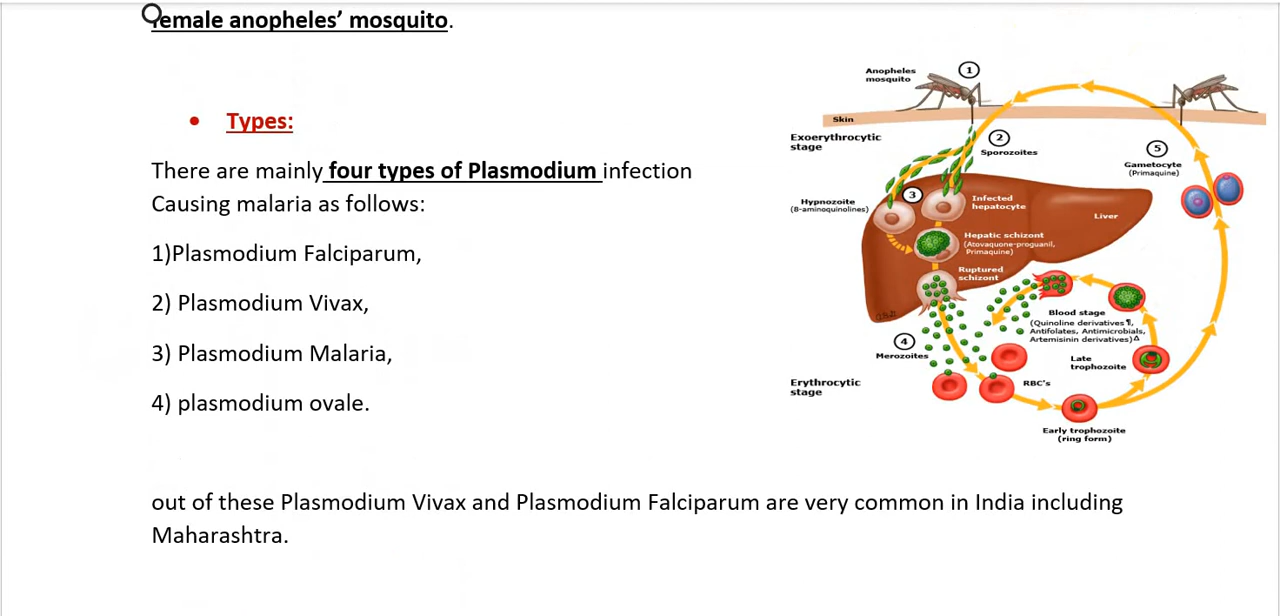 female anopheles’ mosquito.
• Types:
There are mainly four types of Plasmodium infection
Causing malaria as follows:
1)Plasmodium Falciparum,
2) Plasmodium Vivax,
3) Plasmodium Malaria,
4) plasmodium ovale.
out of these Plasmodium Vivax and Plasmodium Falciparum are very common in India including
Maharashtra.
Anopheles
mosquito
1
Skin
Exoerythrocytic
stage
2
Sporozoites
5
Gametocyte
(Primaquine)
Hypnozoite
(8-aminoquinolines)
3
Infected
hepatocyte
Liver
Hepatic schizont
(Atovaquone-proguanil,
Primaquine)
Ruptured
schizont
Blood stage
(Quinoline derivatives ¶,
Antifolates, Antimicrobials,
Artemisinin derivatives)Δ
4
Merozoites
Late
trophozoite
Erythrocytic
stage
RBC's
Early trophozoite
(ring form)